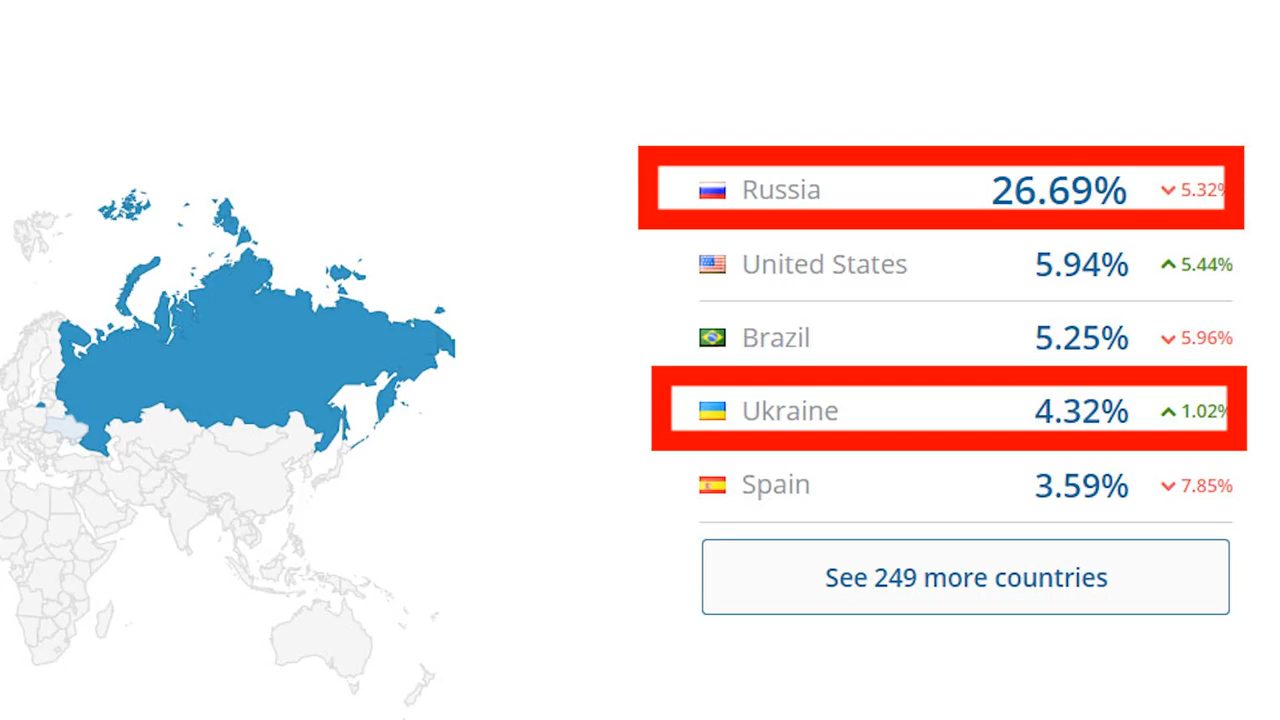 Russia 26.69% 5.32%
United States 5.94% 5.44%
Brazil 5.25% 5.96%
Ukraine 4.32% 1.02%
Spain 3.59% 7.85%
See 249 more countries